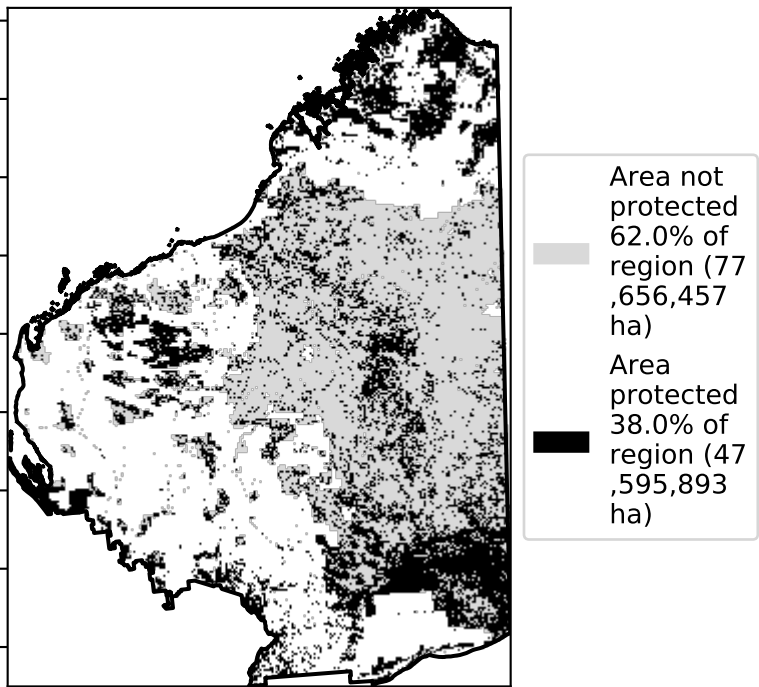 Area not
protected
62.0% of
region (77
,656,457
ha)
Area
protected
38.0% of
region (47
,595,893
ha)